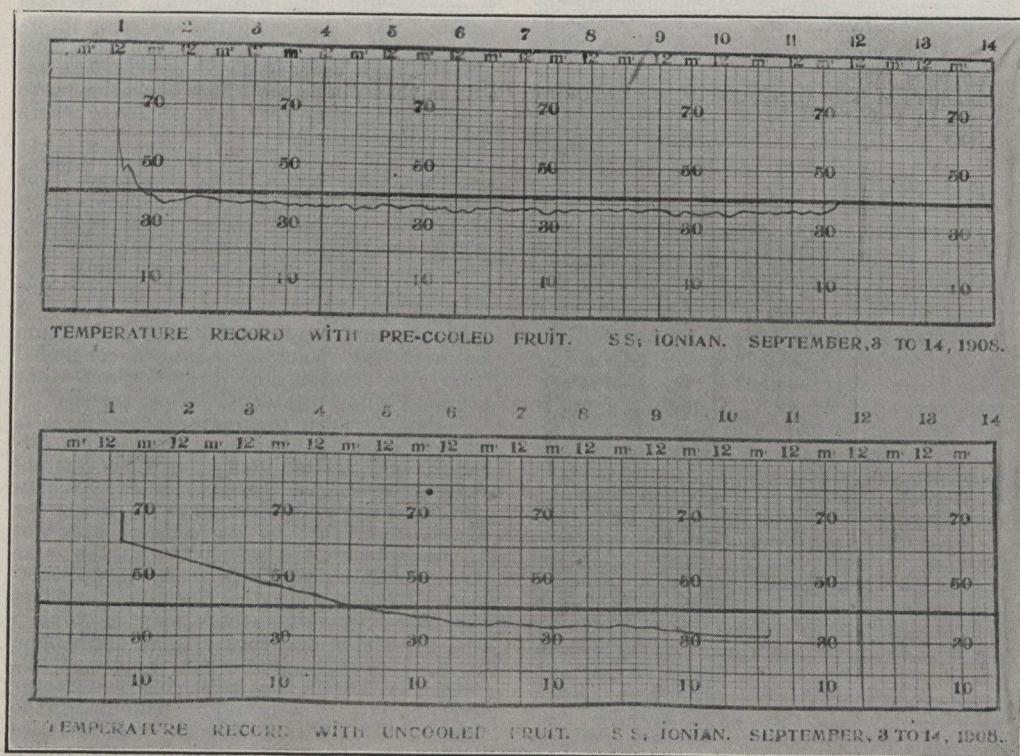 1 2 3 4 5 6 7 8 9 10 11 12 13 14
m' 12 m' 12 m' 12 m' 12 m' 12 m' 12 m' 12 m' 12 m' 12 m' 12 m' 12 m' 12 m' 12 m'
70 70 70 70 70 70 70
50 50 50 50 50 50 50
30 30 30 30 30 30 30
10 10 10 10 10 10 10
TEMPERATURE RECORD WITH PRE-COOLED FRUIT. SS; IONIAN. SEPTEMBER, 3 TO 14, 1908.
1 2 3 4 5 6 7 8 9 10 11 12 13 14
m' 12 m' 12 m' 12 m' 12 m' 12 m' 12 m' 12 m' 12 m' 12 m' 12 m' 12 m' 12 m' 12 m'
70 70 70 70 70 70 70
50 50 50 50 50 50 50
30 30 30 30 30 30 30
10 10 10 10 10 10 10
TEMPERATURE RECORD WITH UNCOOLED FRUIT. SS; IONIAN. SEPTEMBER, 3 TO 14, 1908.